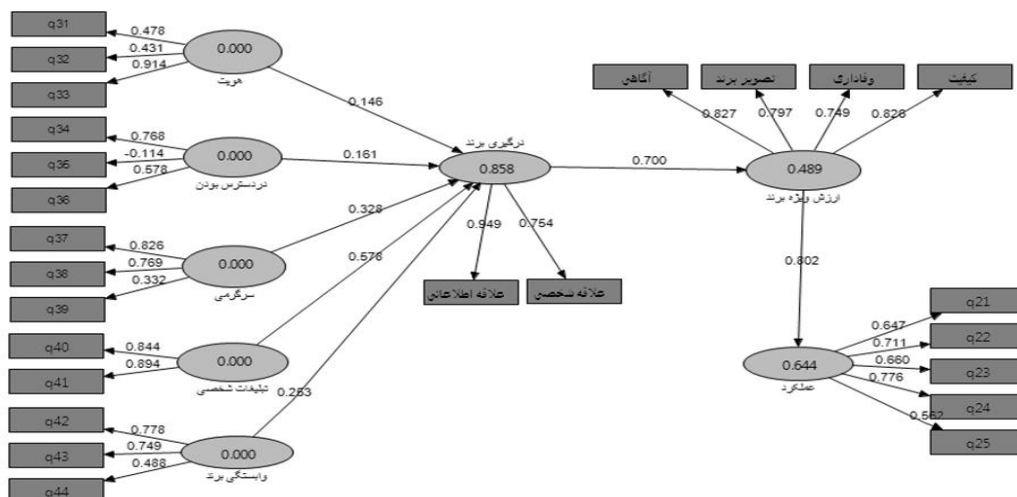 q31
0.478
0.000
q32
0.431
0.914
هویت
q33
0.146
q34
0.768
q36
-0.114
0.000
0.161
0.578
q36
دردسترس بودن
q37
0.826
0.328
q38
0.769
0.000
0.332
سرگرمی
q39
0.578
q40
0.844
0.000
0.894
q41
تبلیغات شخصی
0.263
q42
0.778
q43
0.749
0.000
0.488
وابستگی برند
q44
درگیری برند
0.858
0.700
0.949
0.754
علاقه اطلاعاتی
علاقه شخصی
آگاهی
تصویر برند
وفاداری
کیفیت
0.827
0.797
0.749
0.826
0.489
ارزش ویژه برند
0.802
0.644
عملکرد
0.647
q21
0.711
q22
0.660
q23
0.776
q24
0.562
q25